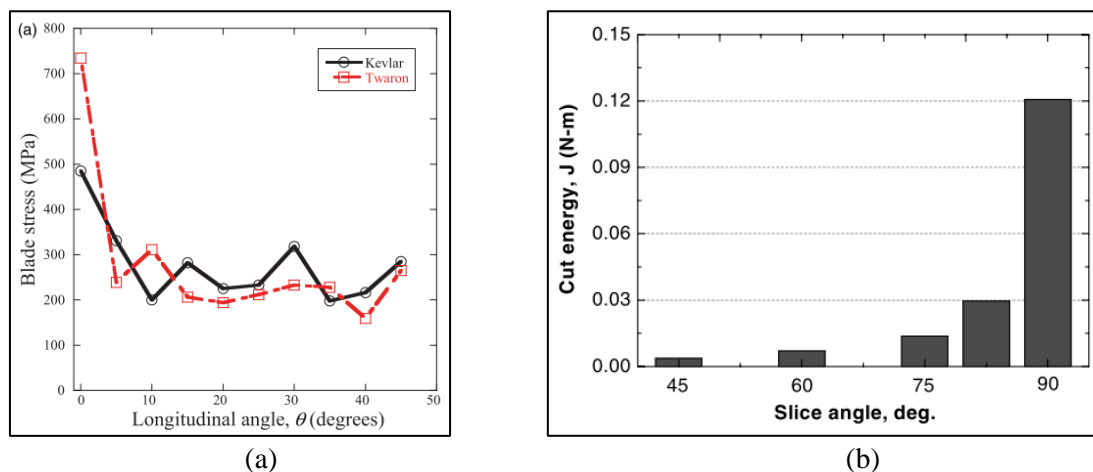 (a)
800
700
600
500
400
300
200
100
0
Blade stress (MPa)
Kevlar
Twaron
0 10 20 30 40 50
Longitudinal angle, θ (degrees)
(a)
0.15
0.12
0.09
0.06
0.03
0.00
Cut energy, J (N-m)
45 60 75 90
Slice angle, deg.
(b)